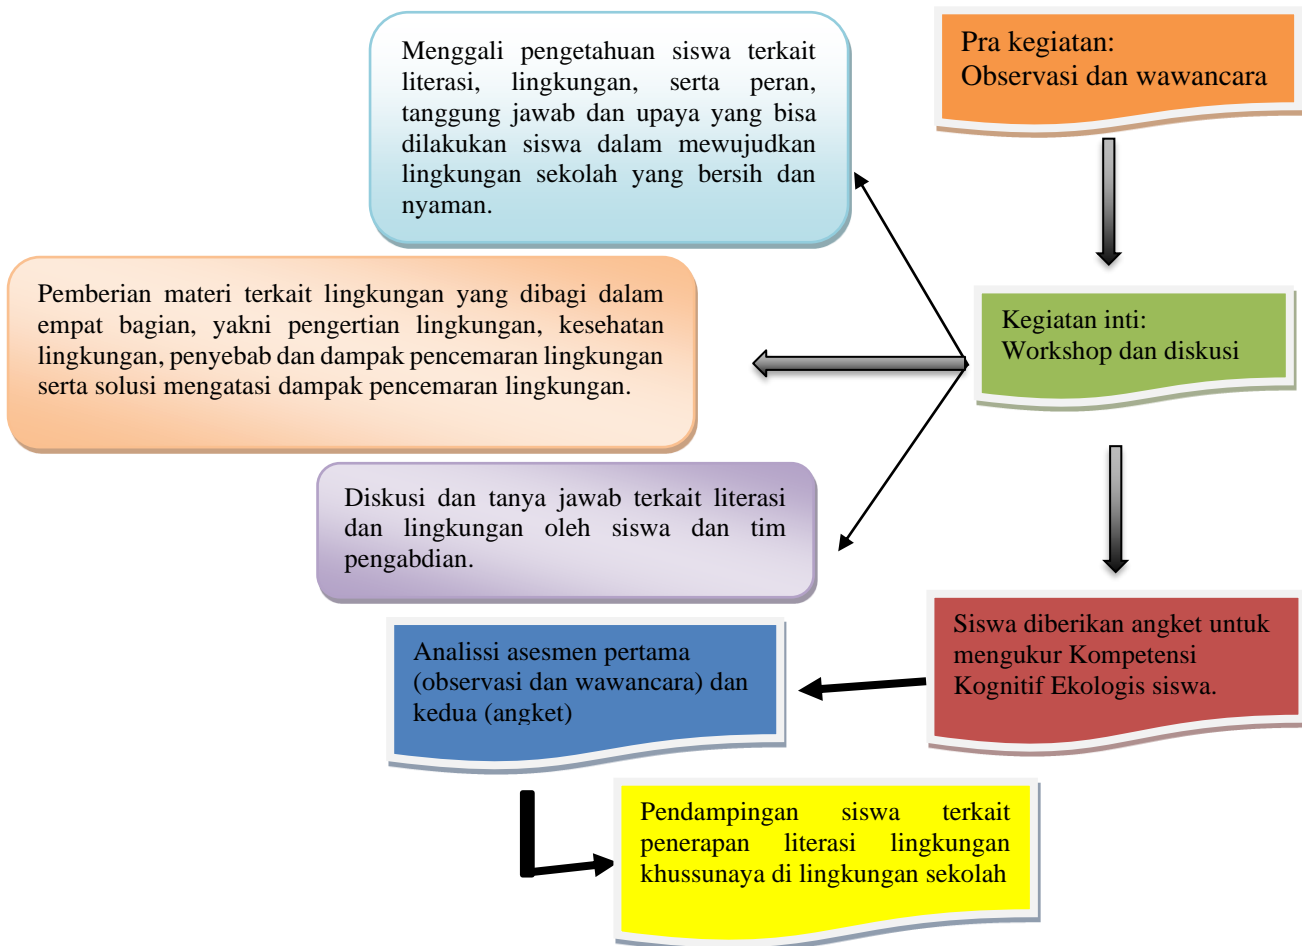 Pra kegiatan:
Observasi dan wawancara
Menggali pengetahuan siswa terkait
literasi, lingkungan, serta peran,
tanggung jawab dan upaya yang bisa
dilakukan siswa dalam mewujudkan
lingkungan sekolah yang bersih dan
nyaman.
Pemberian materi terkait lingkungan yang dibagi dalam
empat bagian, yakni pengertian lingkungan, kesehatan
lingkungan, penyebab dan dampak pencemaran lingkungan
serta solusi mengatasi dampak pencemaran lingkungan.
Kegiatan inti:
Workshop dan diskusi
Diskusi dan tanya jawab terkait literasi
dan lingkungan oleh siswa dan tim
pengabdian.
Siswa diberikan angket untuk
mengukur Kompetensi
Kognitif Ekologis siswa.
Analissi asesmen pertama
(observasi dan wawancara) dan
kedua (angket)
Pendampingan siswa terkait
penerapan literasi lingkungan
khussunaya di lingkungan sekolah